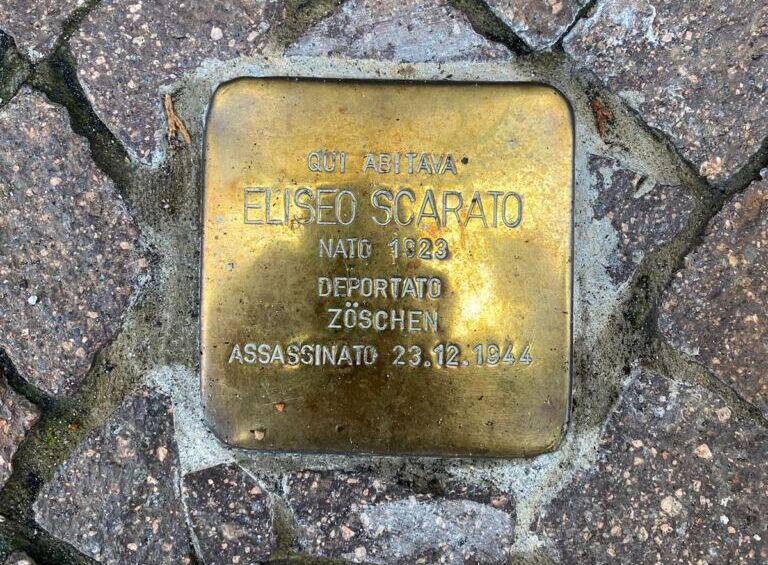 QUI ABITAVA
ELISEO SCARATO
NATO 1923
DEPORTATO
ZÖSCHEN
ASSASSINATO 23.12.1944